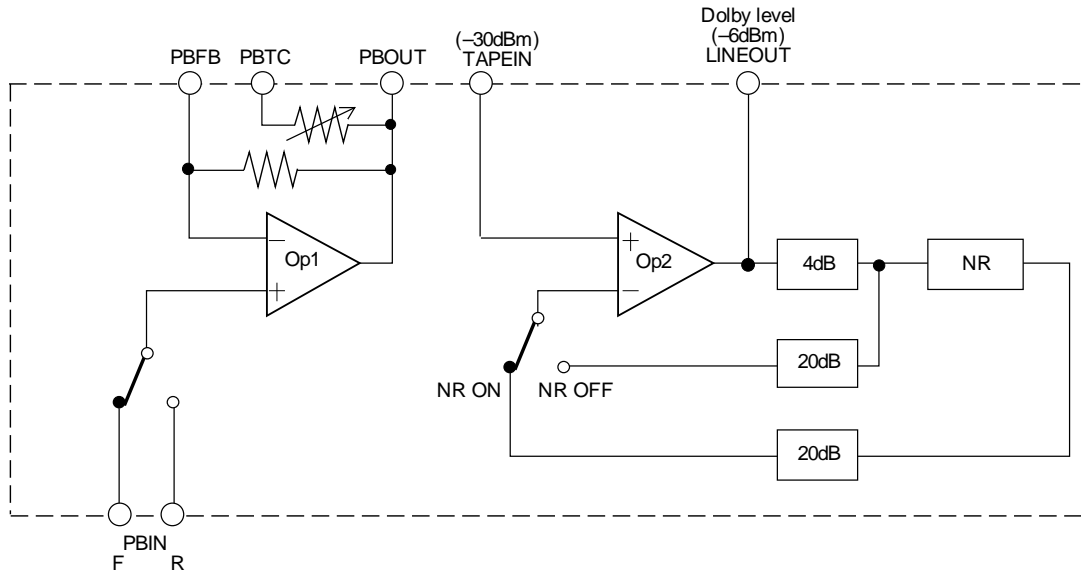 PBFB PBTC PBOUT
(–30dBm)
TAPEIN
Dolby level
(–6dBm)
LINEOUT
Op1
–
+
Op2
+
–
4dB
NR
20dB
NR ON NR OFF
20dB
PBIN
F R